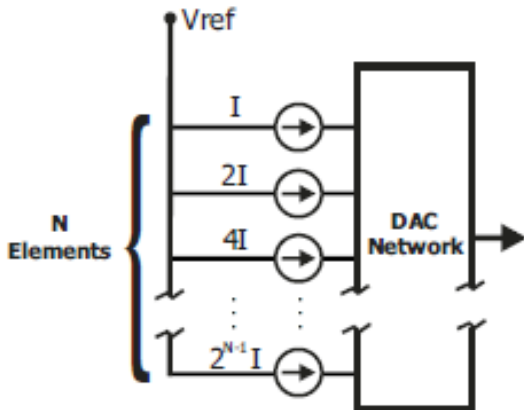 Vref
I
2I
4I
N
Elements
DAC
Network
2^{N-1} I